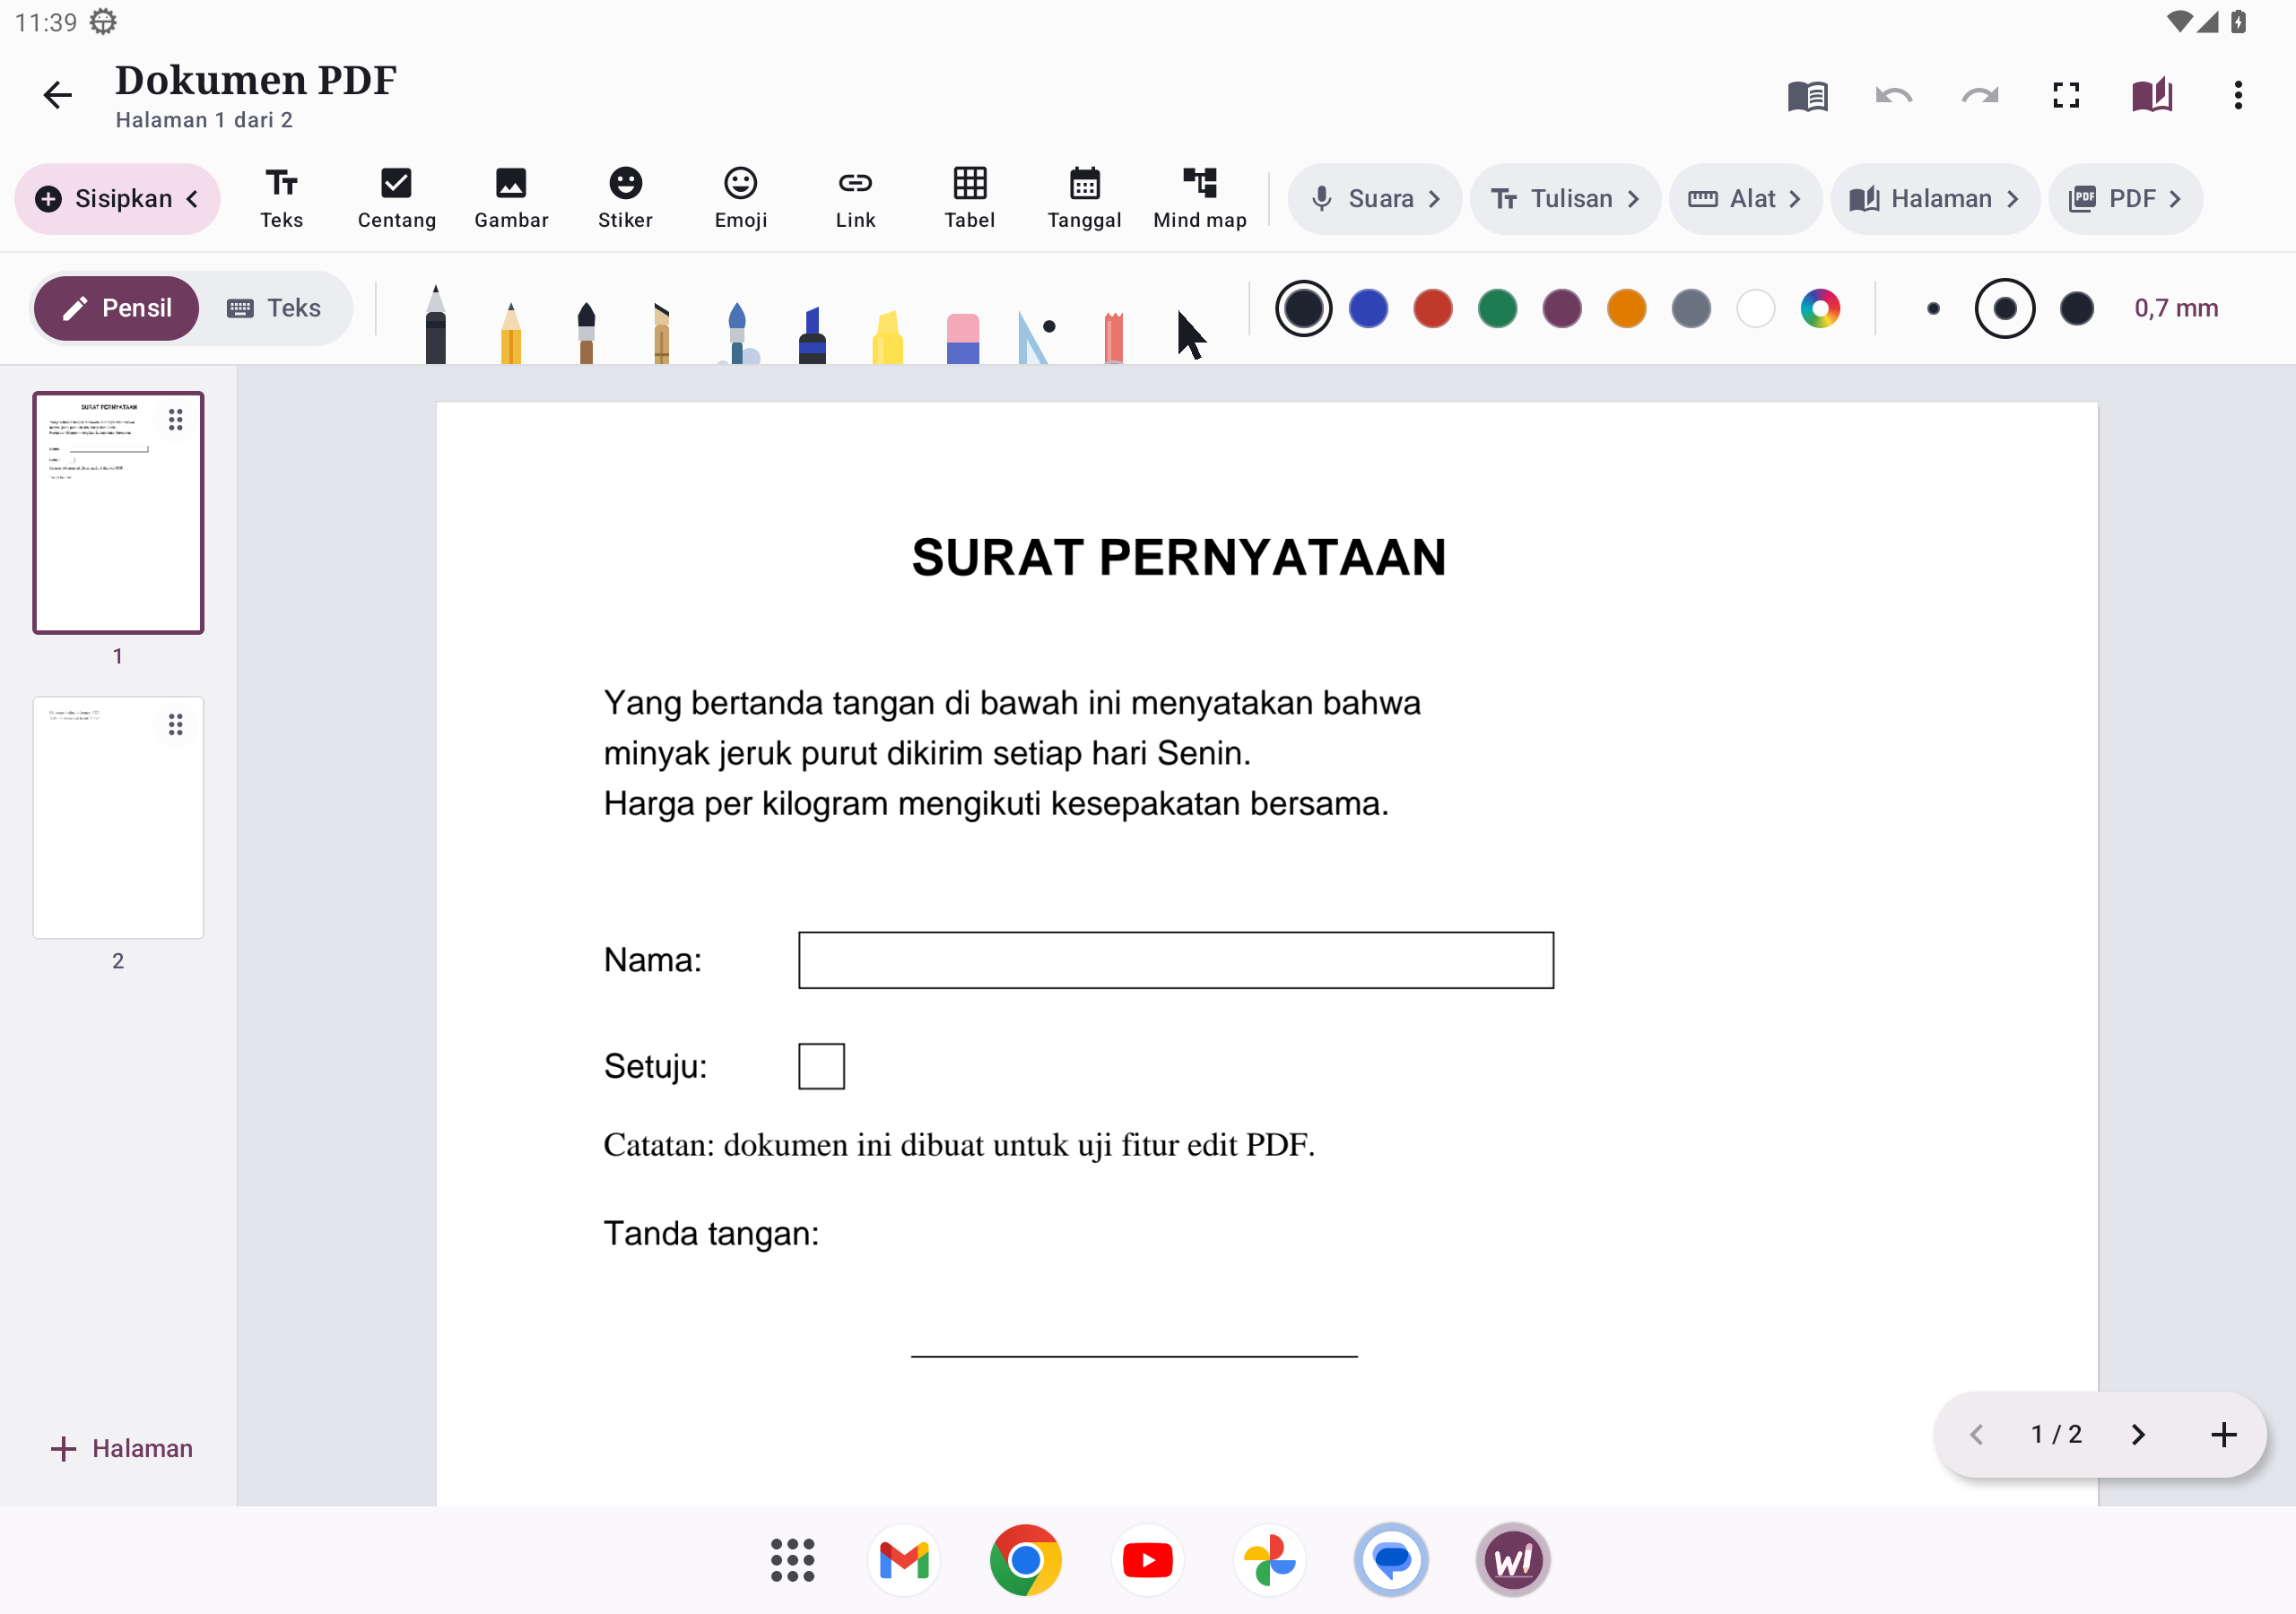 11:39
Dokumen PDF
Halaman 1 dari 2
Sisipkan
Teks
Centang
Gambar
Stiker
Emoji
Link
Tabel
Tanggal
Mind map
Suara
Tulisan
Alat
Halaman
PDF
PDF
Pensil
Teks
0,7 mm
SURAT PERNYATAAN
1
2
Halaman
SURAT PERNYATAAN
Yang bertanda tangan di bawah ini menyatakan bahwa
minyak jeruk purut dikirim setiap hari Senin.
Harga per kilogram mengikuti kesepakatan bersama.
Nama:
Setuju:
Catatan: dokumen ini dibuat untuk uji fitur edit PDF.
Tanda tangan:
1 / 2